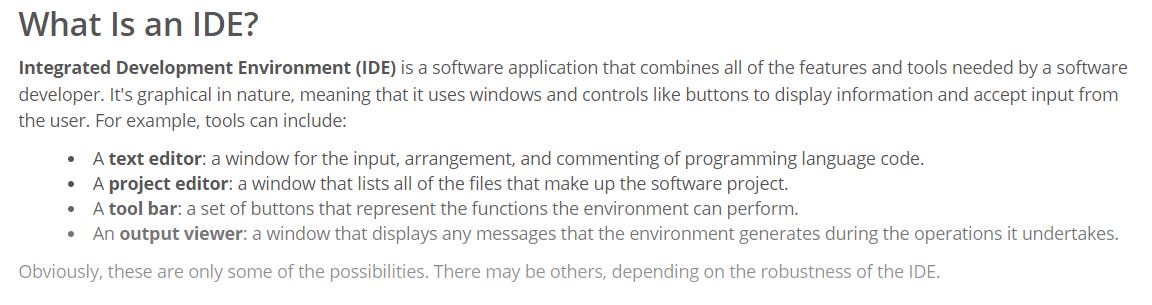 What Is an IDE?
Integrated Development Environment (IDE) is a software application that combines all of the features and tools needed by a software
developer. It's graphical in nature, meaning that it uses windows and controls like buttons to display information and accept input from
the user. For example, tools can include:
• A text editor: a window for the input, arrangement, and commenting of programming language code.
• A project editor: a window that lists all of the files that make up the software project.
• A tool bar: a set of buttons that represent the functions the environment can perform.
• An output viewer: a window that displays any messages that the environment generates during the operations it undertakes.
Obviously, these are only some of the possibilities. There may be others, depending on the robustness of the IDE.